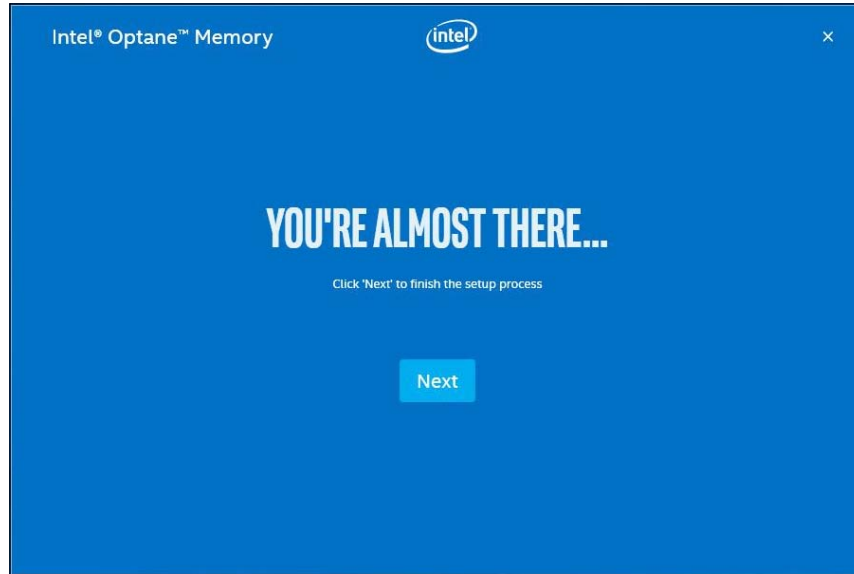 Intel® Optane™ Memory
intel
×
YOU'RE ALMOST THERE...
Click 'Next' to finish the setup process
Next